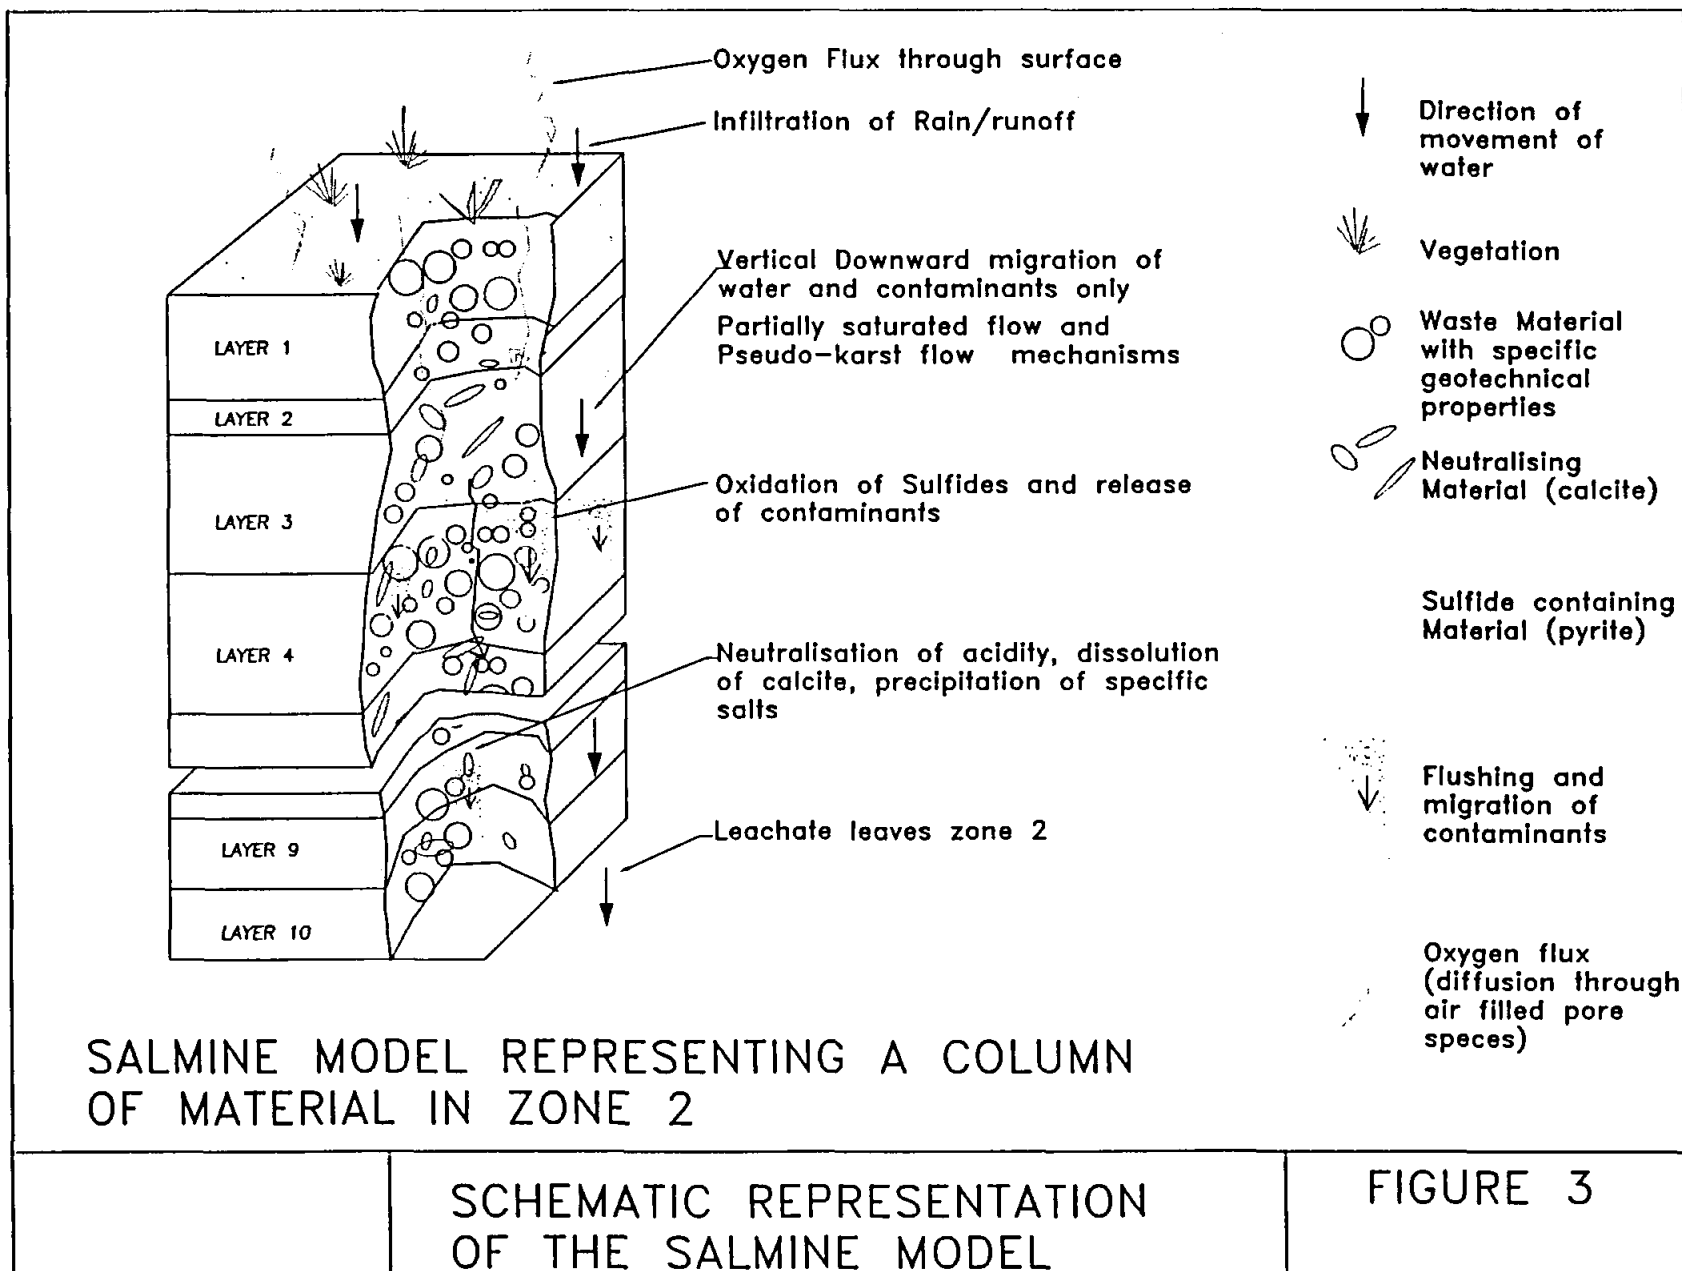 Oxygen Flux through surface
Infiltration of Rain/runoff
Vertical Downward migration of
water and contaminants only
Partially saturated flow and
Pseudo-karst flow mechanisms
Oxidation of Sulfides and release
of contaminants
Neutralisation of acidity, dissolution
of calcite, precipitation of specific
salts
Leachate leaves zone 2
LAYER 1
LAYER 2
LAYER 3
LAYER 4
LAYER 9
LAYER 10
Direction of
movement of
water
Vegetation
Waste Material
with specific
geotechnical
properties
Neutralising
Material (calcite)
Sulfide containing
Material (pyrite)
Flushing and
migration of
contaminants
Oxygen flux
(diffusion through
air filled pore
speces)
SALMINE MODEL REPRESENTING A COLUMN
OF MATERIAL IN ZONE 2
SCHEMATIC REPRESENTATION
OF THE SALMINE MODEL
FIGURE 3